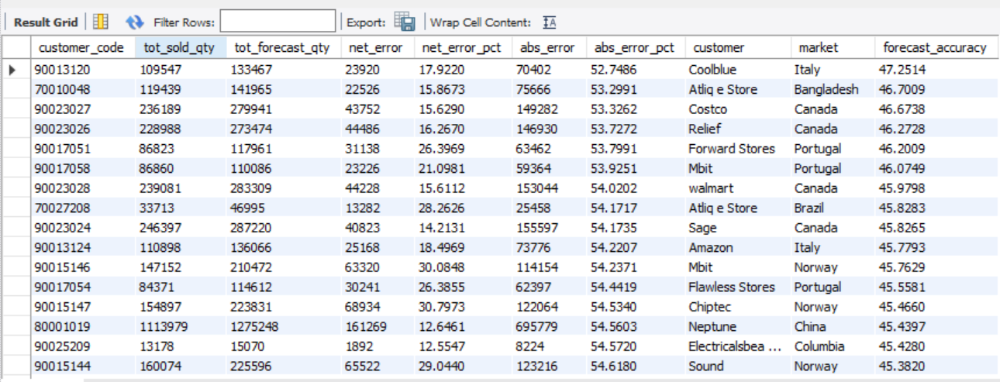 Result Grid Filter Rows: Export: Wrap Cell Content: IA
customer_code tot_sold_qty tot_forecast_qty net_error net_error_pct abs_error abs_error_pct customer market forecast_accuracy
90013120 109547 133467 23920 17.9220 70402 52.7486 Coolblue Italy 47.2514
70010048 119439 141965 22526 15.8673 75666 53.2991 Atliq e Store Bangladesh 46.7009
90023027 236189 279941 43752 15.6290 149282 53.3262 Costco Canada 46.6738
90023026 228988 273474 44486 16.2670 146930 53.7272 Relief Canada 46.2728
90017051 86823 117961 31138 26.3969 63462 53.7991 Forward Stores Portugal 46.2009
90017058 86860 110086 23226 21.0981 59364 53.9251 Mbit Portugal 46.0749
90023028 239081 283309 44228 15.6112 153044 54.0202 walmart Canada 45.9798
70027208 33713 46995 13282 28.2626 25458 54.1717 Atliq e Store Brazil 45.8283
90023024 246397 287220 40823 14.2131 155597 54.1735 Sage Canada 45.8265
90013124 110898 136066 25168 18.4969 73776 54.2207 Amazon Italy 45.7793
90015146 147152 210472 63320 30.0848 114154 54.2371 Mbit Norway 45.7629
90017054 84371 114612 30241 26.3855 62397 54.4419 Flawless Stores Portugal 45.5581
90015147 154897 223831 68934 30.7973 122064 54.5340 Chiptec Norway 45.4660
80001019 1113979 1275248 161269 12.6461 695779 54.5603 Neptune China 45.4397
90025209 13178 15070 1892 12.5547 8224 54.5720 Electricalsbea ... Columbia 45.4280
90015144 160074 225596 65522 29.0440 123216 54.6180 Sound Norway 45.3820